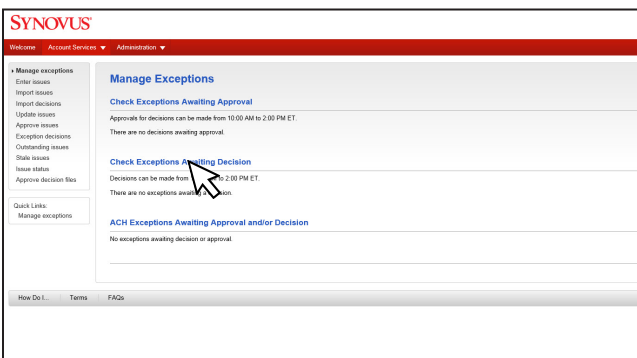 SYNOVUS
Welcome Account Services Administration
Manage exceptions
Enter issues
Import issues
Import decisions
Update issues
Approve issues
Exception decisions
Outstanding issues
Stale issues
Issue status
Approve decision files
Quick Links:
Manage exceptions
Manage Exceptions
Check Exceptions Awaiting Approval
Approvals for decisions can be made from 10:00 AM to 2:00 PM ET.
There are no decisions awaiting approval.
Check Exceptions Awaiting Decision
Decisions can be made from to 2:00 PM ET.
There are no exceptions awaiting a decision.
ACH Exceptions Awaiting Approval and/or Decision
No exceptions awaiting decision or approval.
How Do I... Terms FAQs